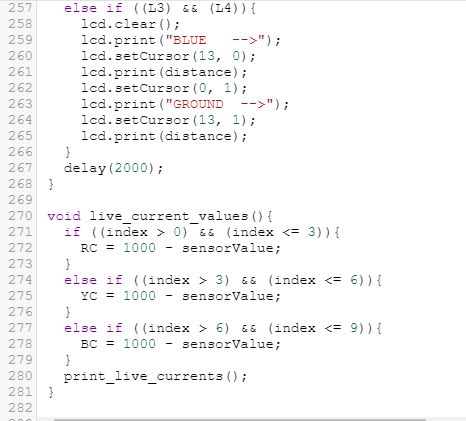 257 else if ((L3) && (L4)){
258 lcd.clear();
259 lcd.print("BLUE   -->");
260 lcd.setCursor(13, 0);
261 lcd.print(distance);
262 lcd.setCursor(0, 1);
263 lcd.print("GROUND  -->");
264 lcd.setCursor(13, 1);
265 lcd.print(distance);
266 }
267 delay(2000);
268 }
269
270 void live_current_values(){
271 if ((index > 0) && (index <= 3)){
272 RC = 1000 - sensorValue;
273 }
274 else if ((index > 3) && (index <= 6)){
275 YC = 1000 - sensorValue;
276 }
277 else if ((index > 6) && (index <= 9)){
278 BC = 1000 - sensorValue;
279 }
280 print_live_currents();
281 }
282